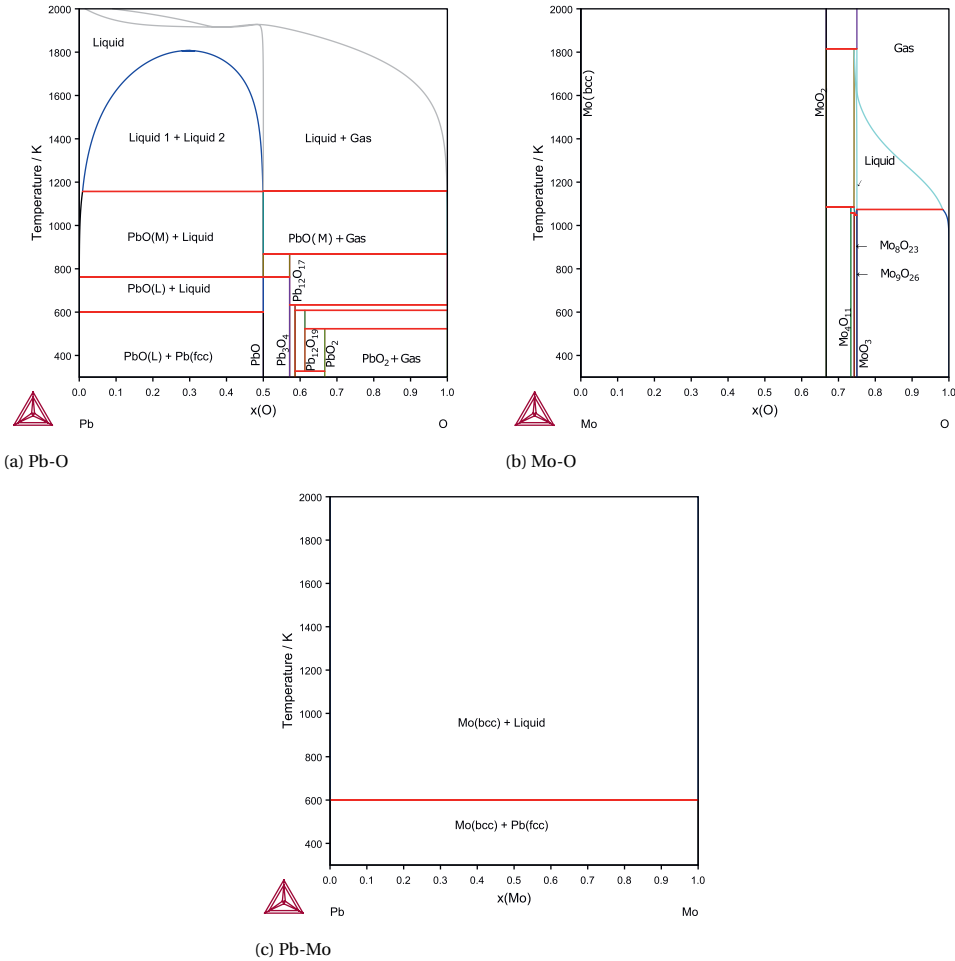 2000
1800
1600
1400
1200
1000
800
600
400
Temperature / K
Liquid
Liquid 1 + Liquid 2
Liquid + Gas
PbO(M) + Liquid
PbO(M) + Gas
PbO(L) + Liquid
PbO(L) + Pb(fcc)
PbO
Pb3O4
Pb12O17
Pb12O19
PbO2
PbO2 + Gas
0.0 0.1 0.2 0.3 0.4 0.5 0.6 0.7 0.8 0.9 1.0
x(O)
Pb O
(a) Pb-O
2000
1800
1600
1400
1200
1000
800
600
400
Temperature / K
Mo(bcc)
MoO2
Gas
Liquid
Mo8O23
Mo9O26
Mo4O11
MoO3
0.0 0.1 0.2 0.3 0.4 0.5 0.6 0.7 0.8 0.9 1.0
x(O)
Mo O
(b) Mo-O
2000
1800
1600
1400
1200
1000
800
600
400
Temperature / K
Mo(bcc) + Liquid
Mo(bcc) + Pb(fcc)
0.0 0.1 0.2 0.3 0.4 0.5 0.6 0.7 0.8 0.9 1.0
x(Mo)
Pb Mo
(c) Pb-Mo